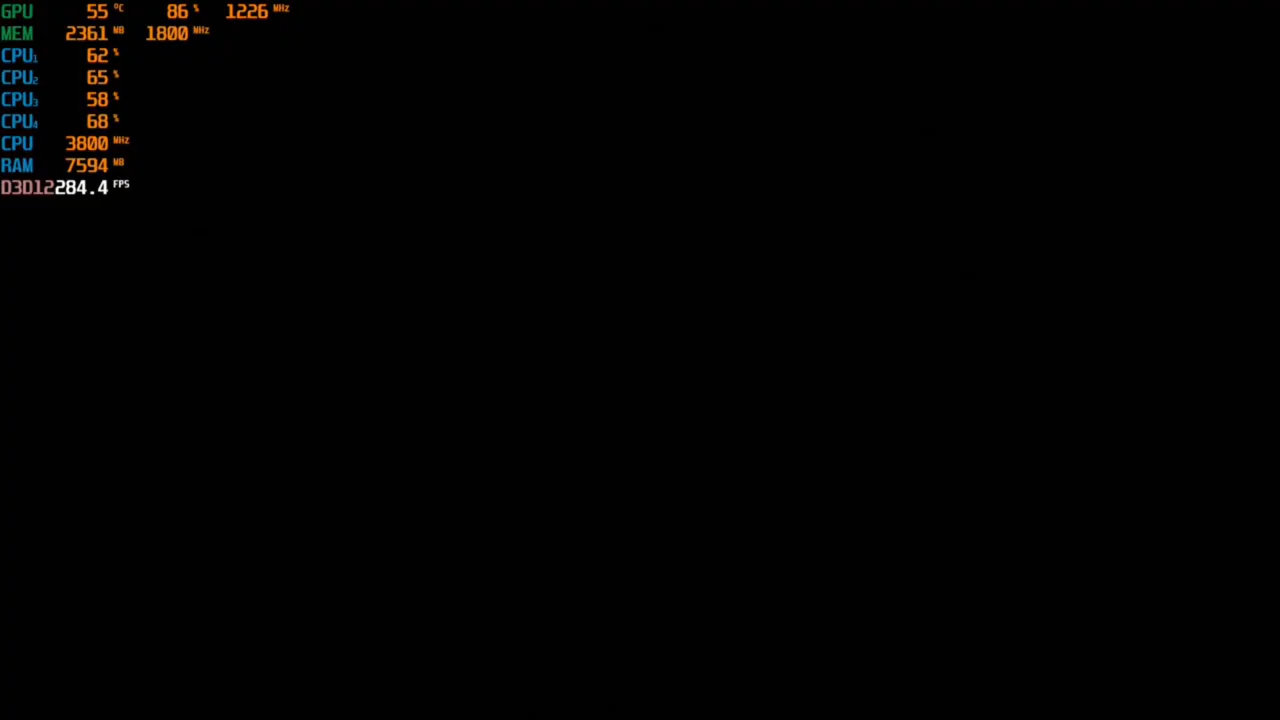 GPU 55 °C 86 % 1226 MHz
MEM 2361 MB 1800 MHz
CPU1 62 %
CPU2 65 %
CPU3 58 %
CPU4 68 %
CPU 3800 MHz
RAM 7594 MB
D3D12 284.4 FPS